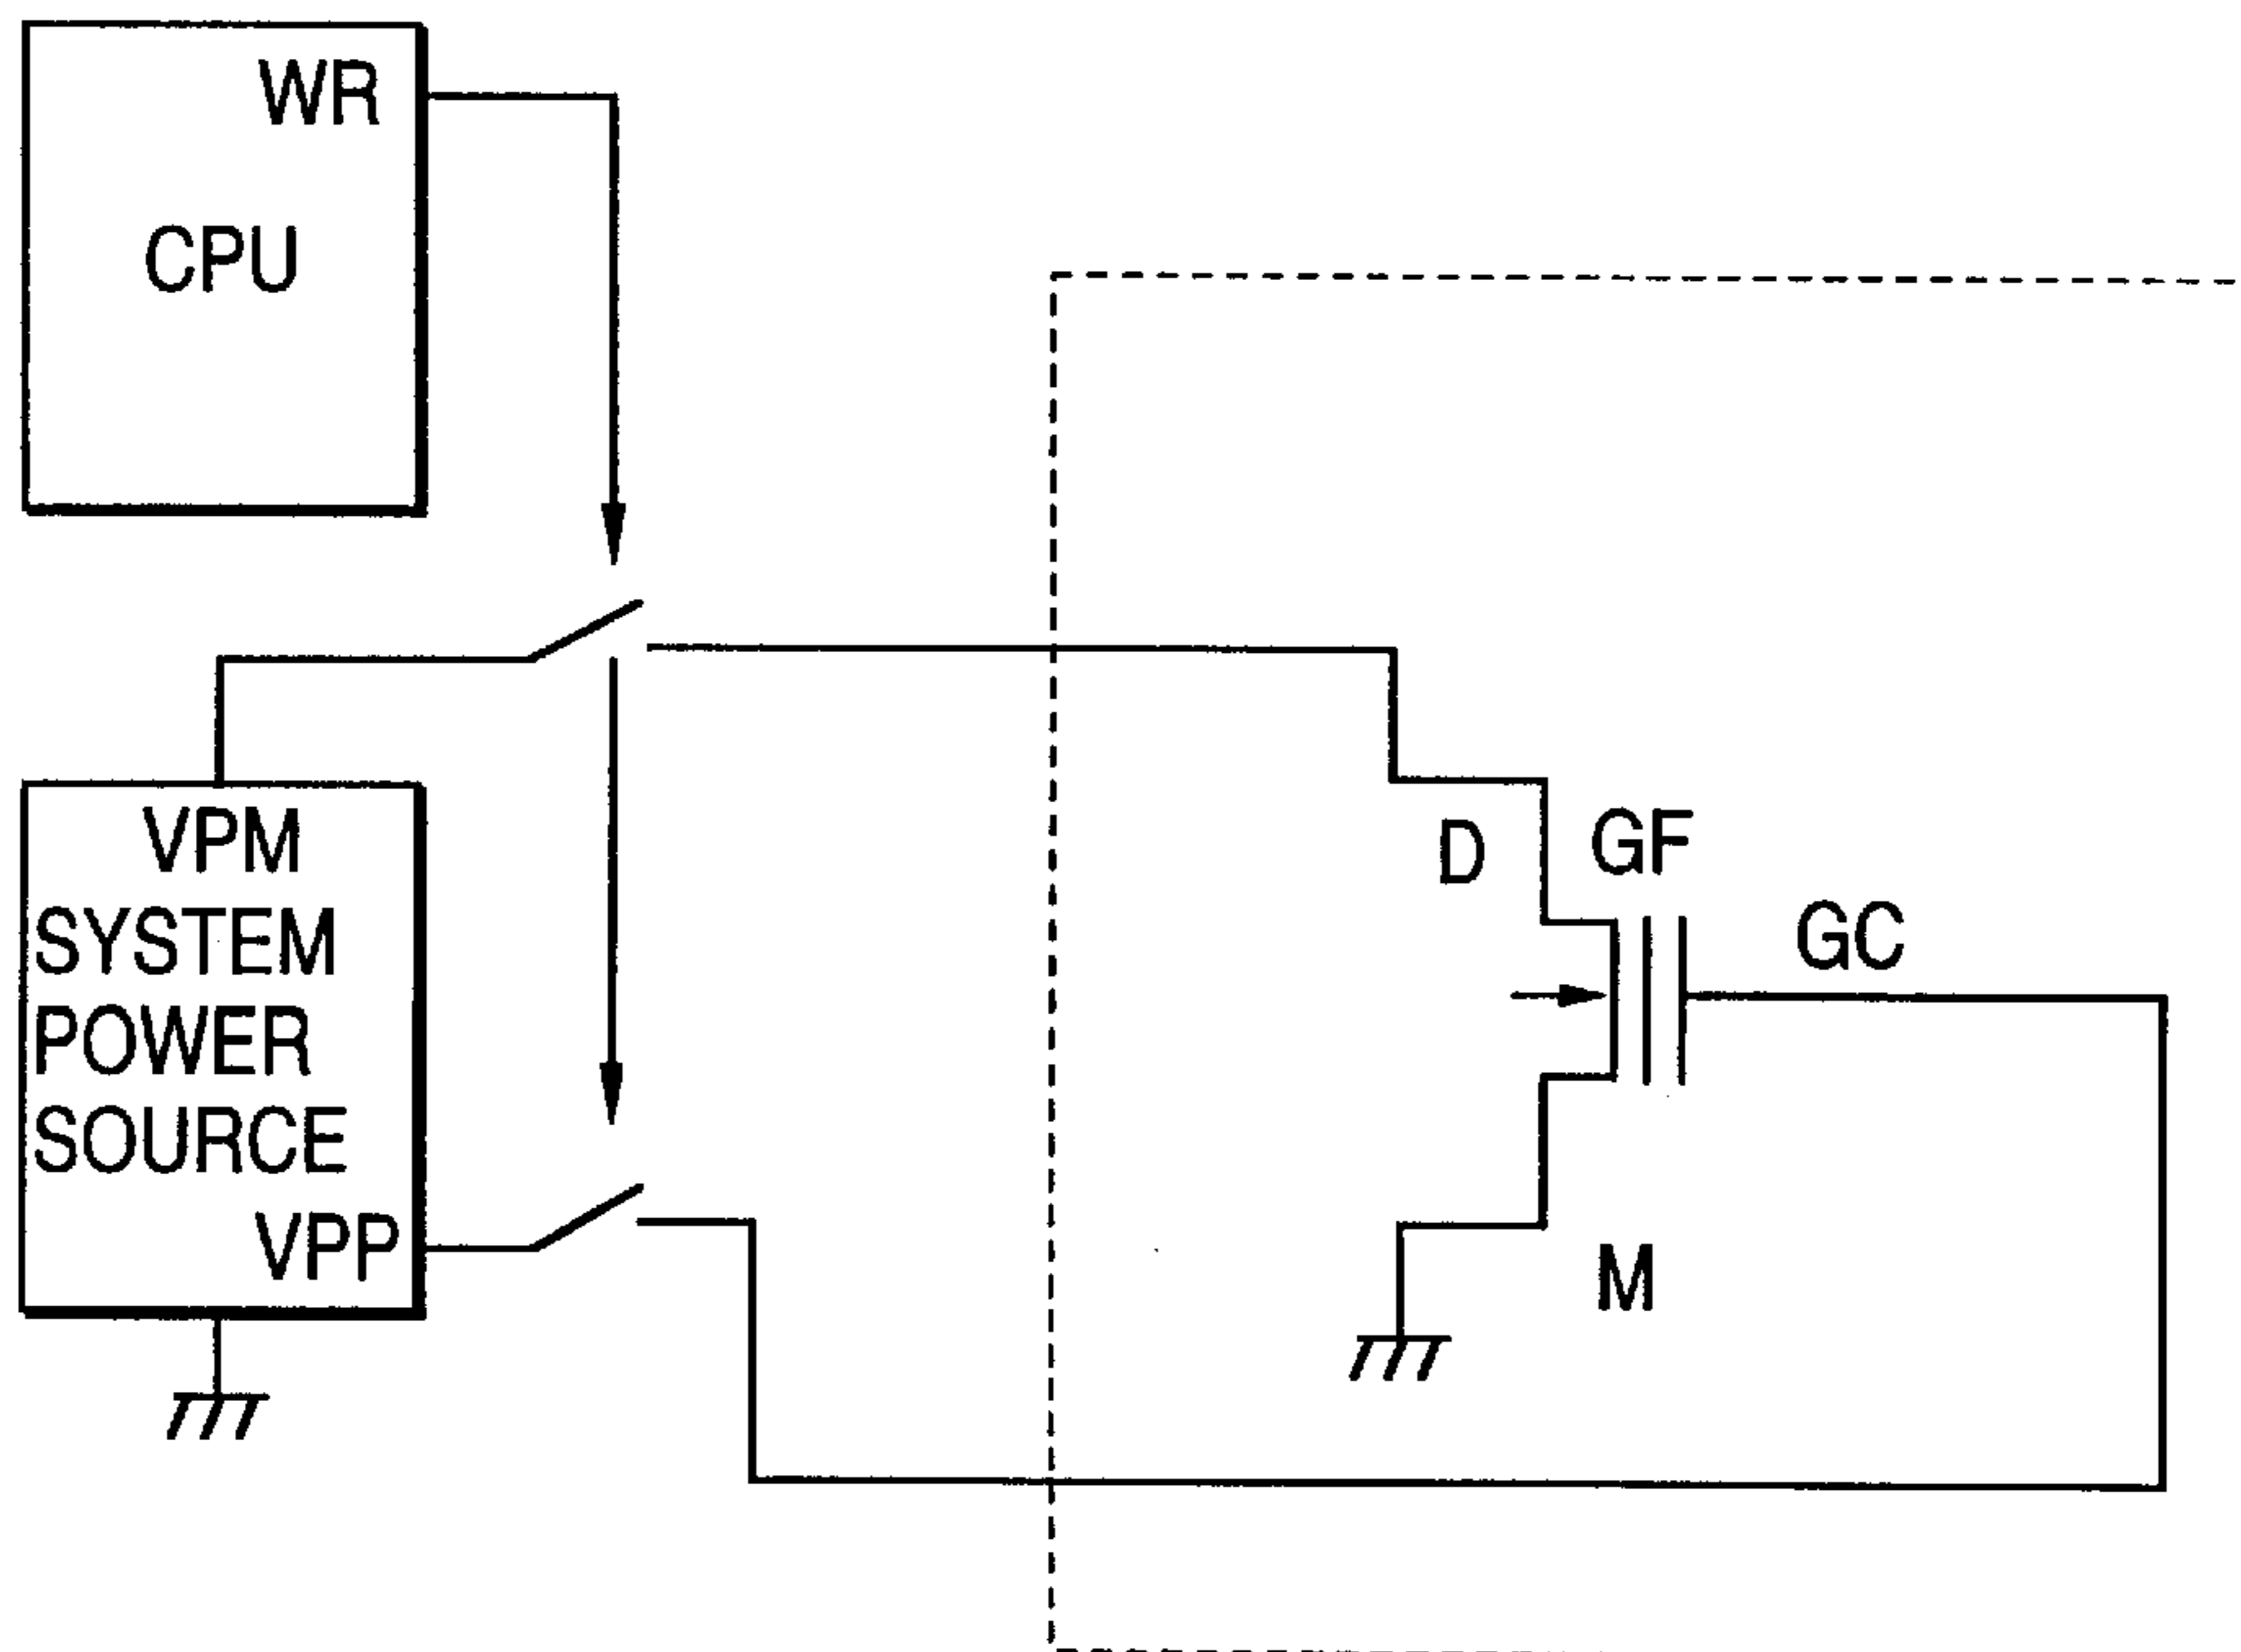 WR
CPU
VPM
SYSTEM
POWER
SOURCE
VPP
D
GF
GC
M